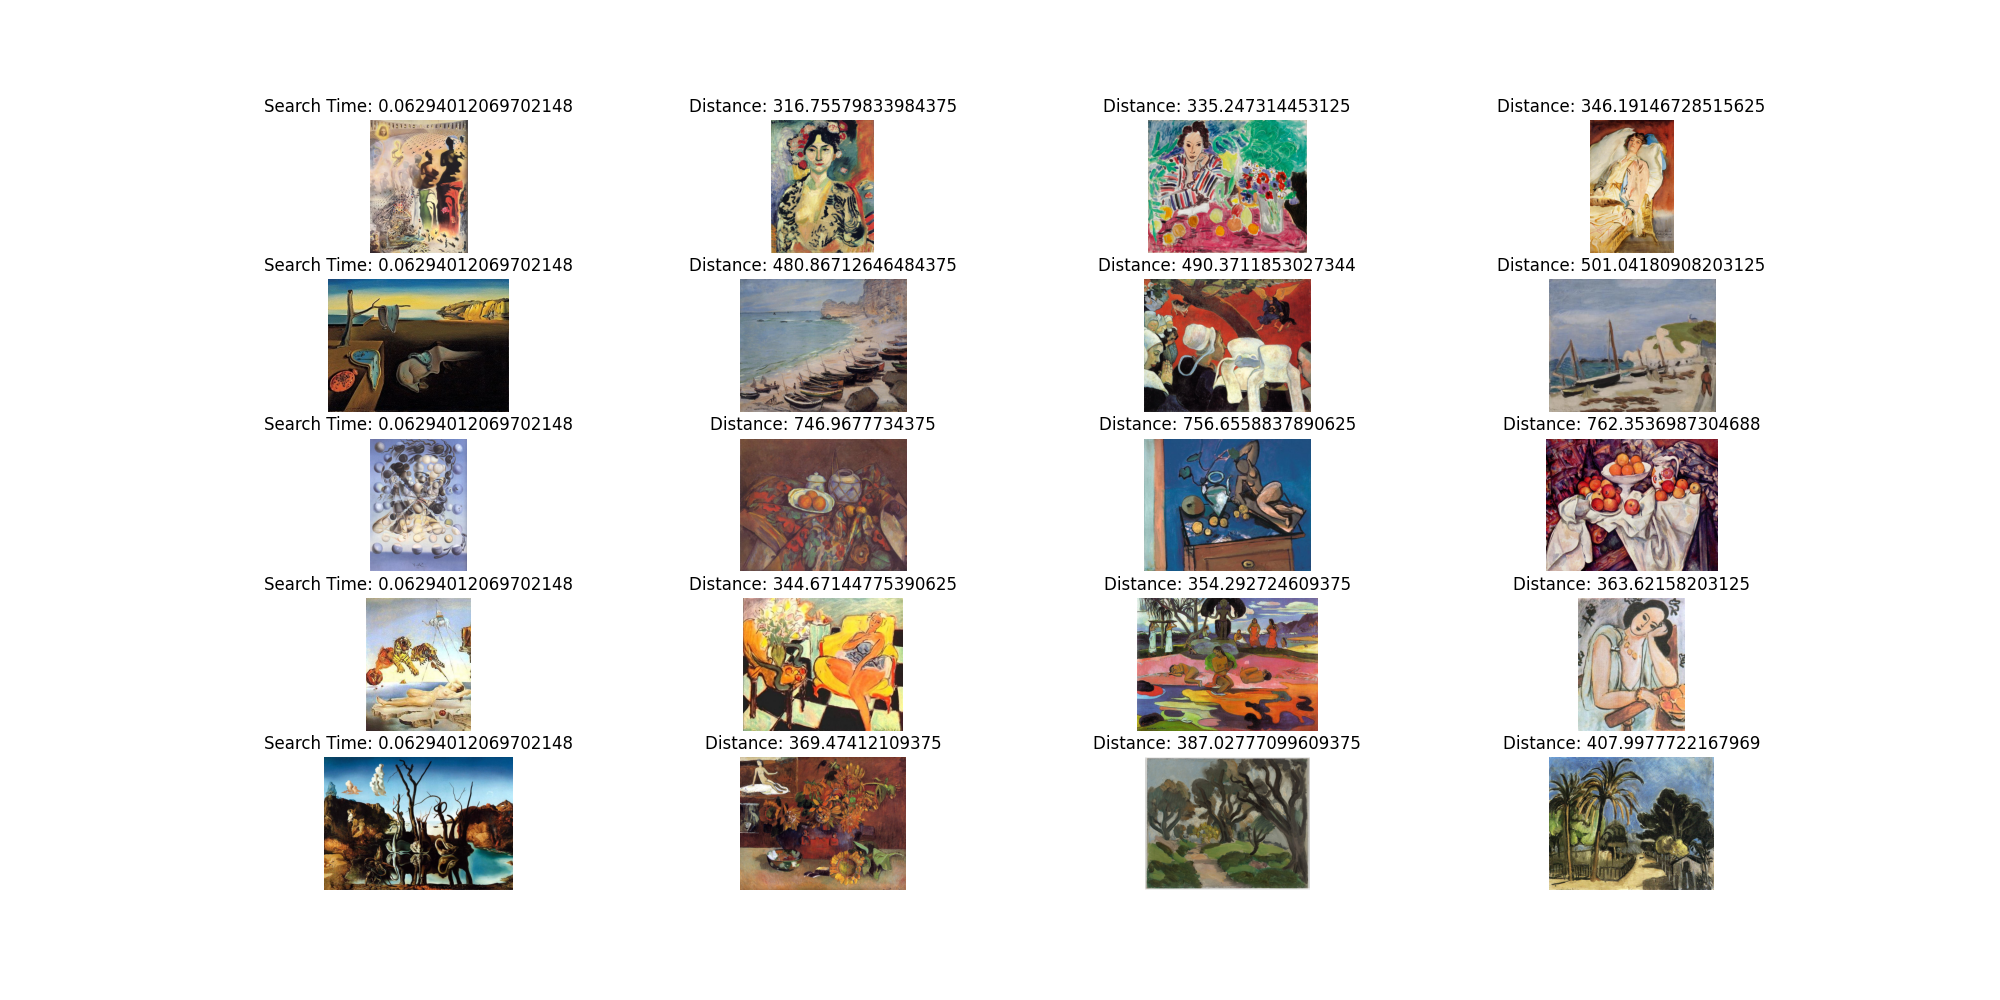 Search Time: 0.06294012069702148
Distance: 316.75579833984375
Distance: 335.247314453125
Distance: 346.19146728515625
Search Time: 0.06294012069702148
Distance: 480.86712646484375
Distance: 490.3711853027344
Distance: 501.04180908203125
Search Time: 0.06294012069702148
Distance: 746.9677734375
Distance: 756.6558837890625
Distance: 762.3536987304688
Search Time: 0.06294012069702148
Distance: 344.67144775390625
Distance: 354.292724609375
Distance: 363.62158203125
Search Time: 0.06294012069702148
Distance: 369.47412109375
Distance: 387.02777099609375
Distance: 407.9977722167969